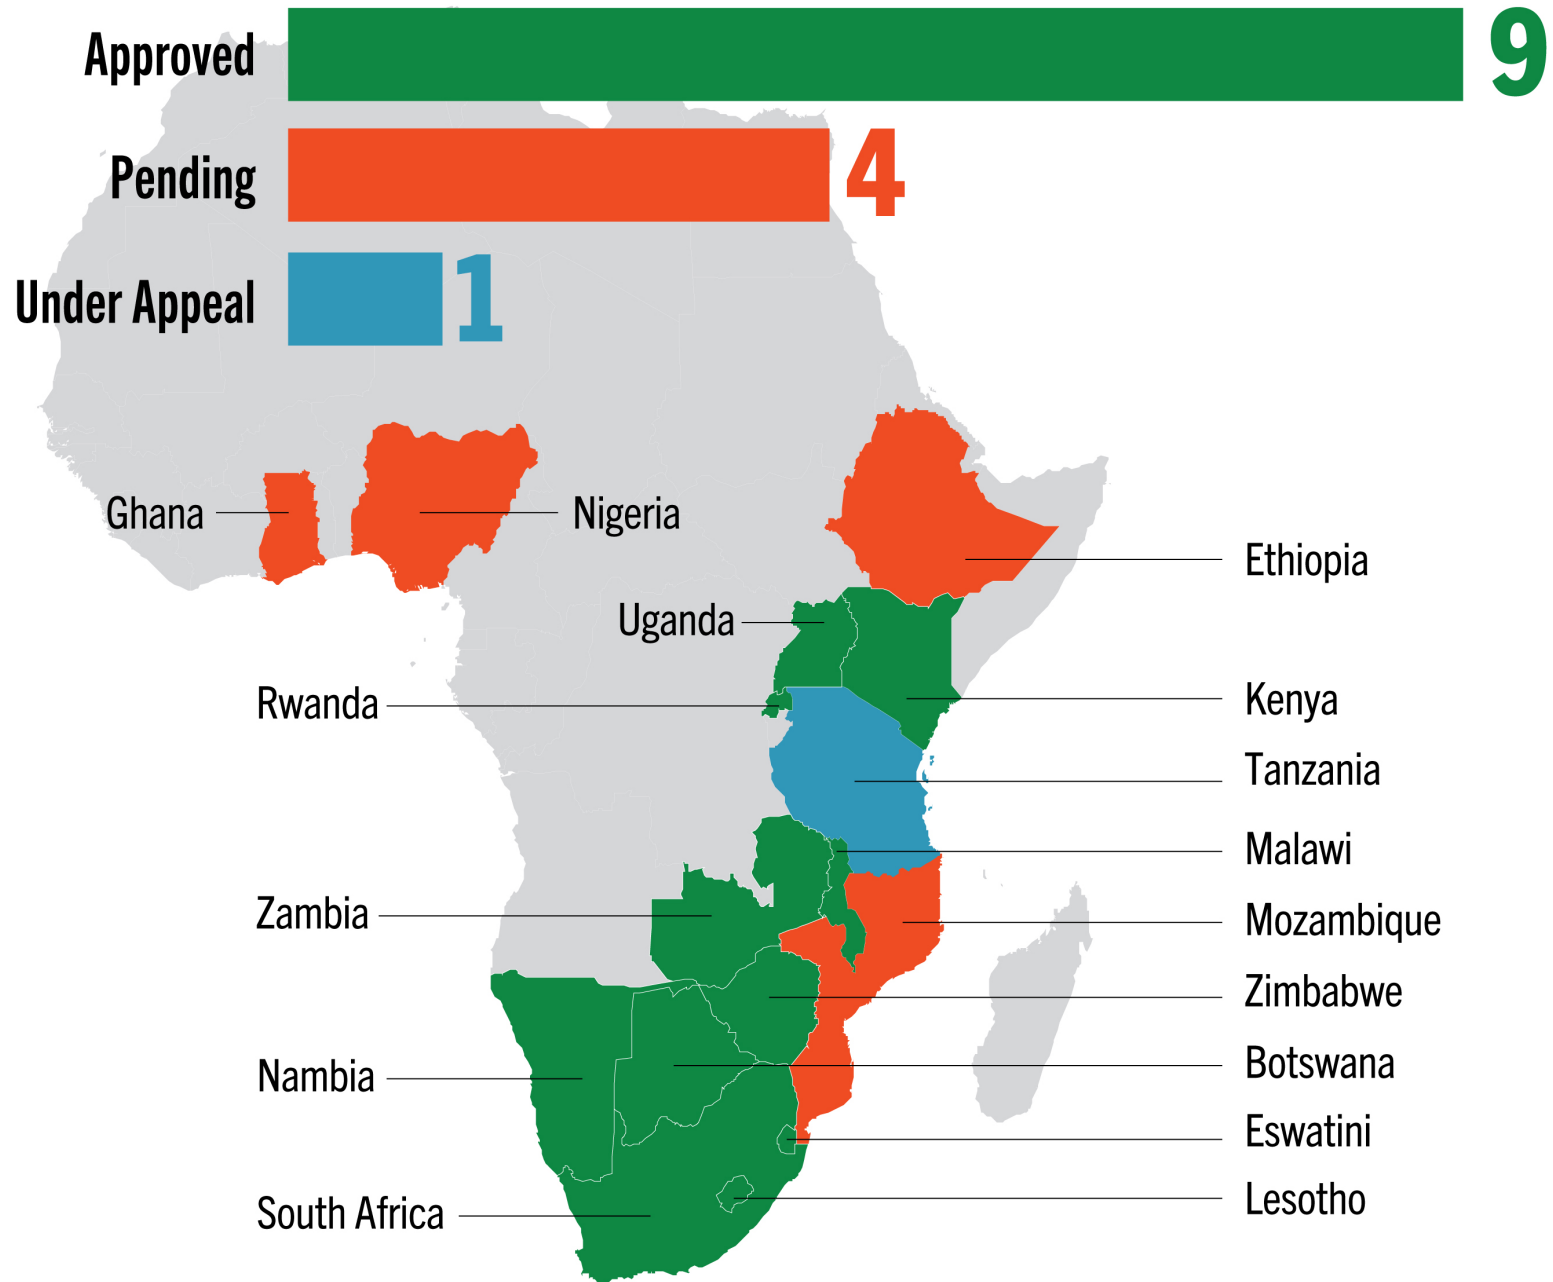 Approved 9
Pending 4
Under Appeal 1
Ghana
Nigeria
Ethiopia
Uganda
Rwanda
Kenya
Tanzania
Malawi
Zambia
Mozambique
Zimbabwe
Nambia
Botswana
Eswatini
South Africa
Lesotho